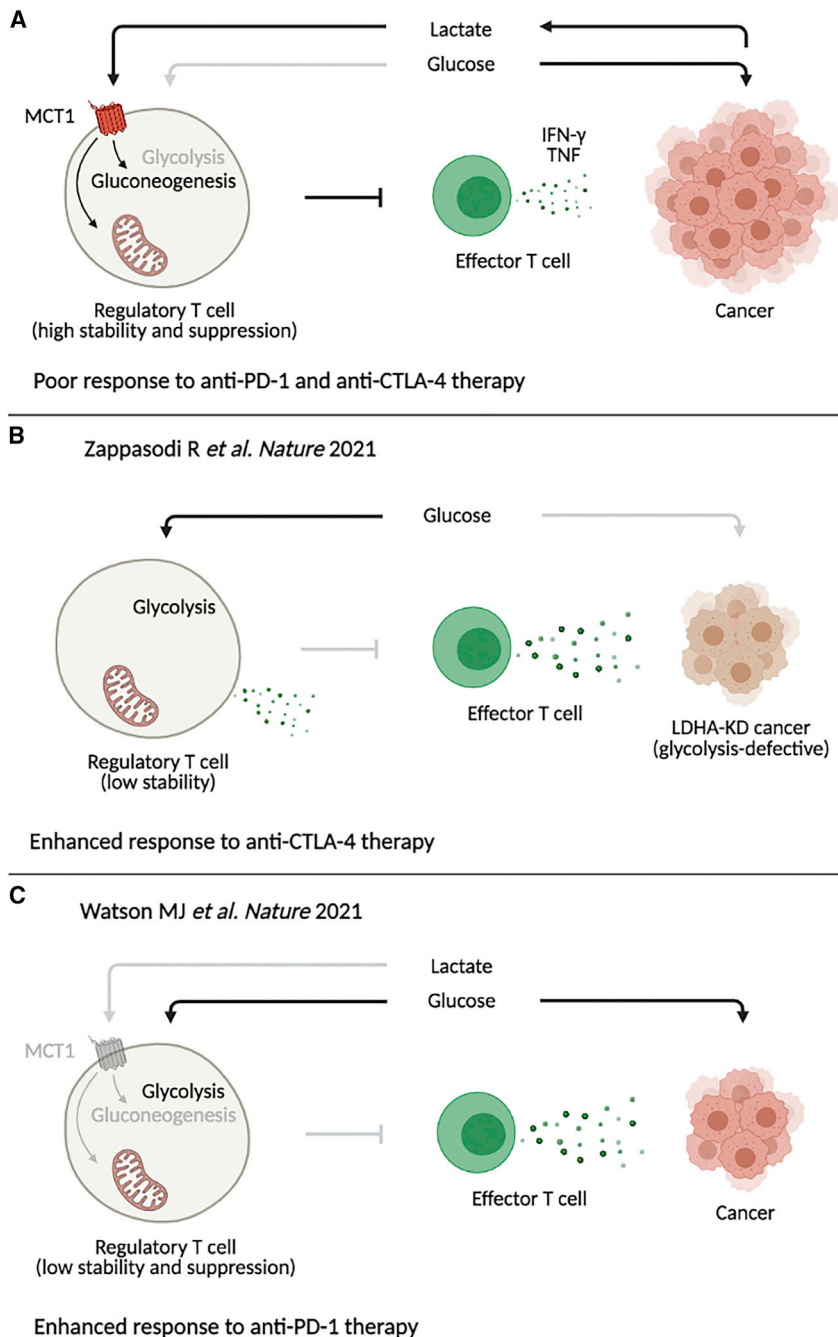 A
Lactate
Glucose
MCT1
Glycolysis
Gluconeogenesis
IFN-γ
TNF
Effector T cell
Regulatory T cell
(high stability and suppression)
Cancer
Poor response to anti-PD-1 and anti-CTLA-4 therapy
B
Zappasodi R et al. Nature 2021
Glucose
Glycolysis
Effector T cell
LDHA-KD cancer
(glycolysis-defective)
Regulatory T cell
(low stability)
Enhanced response to anti-CTLA-4 therapy
C
Watson MJ et al. Nature 2021
Lactate
Glucose
MCT1
Glycolysis
Gluconeogenesis
Effector T cell
Cancer
Regulatory T cell
(low stability and suppression)
Enhanced response to anti-PD-1 therapy